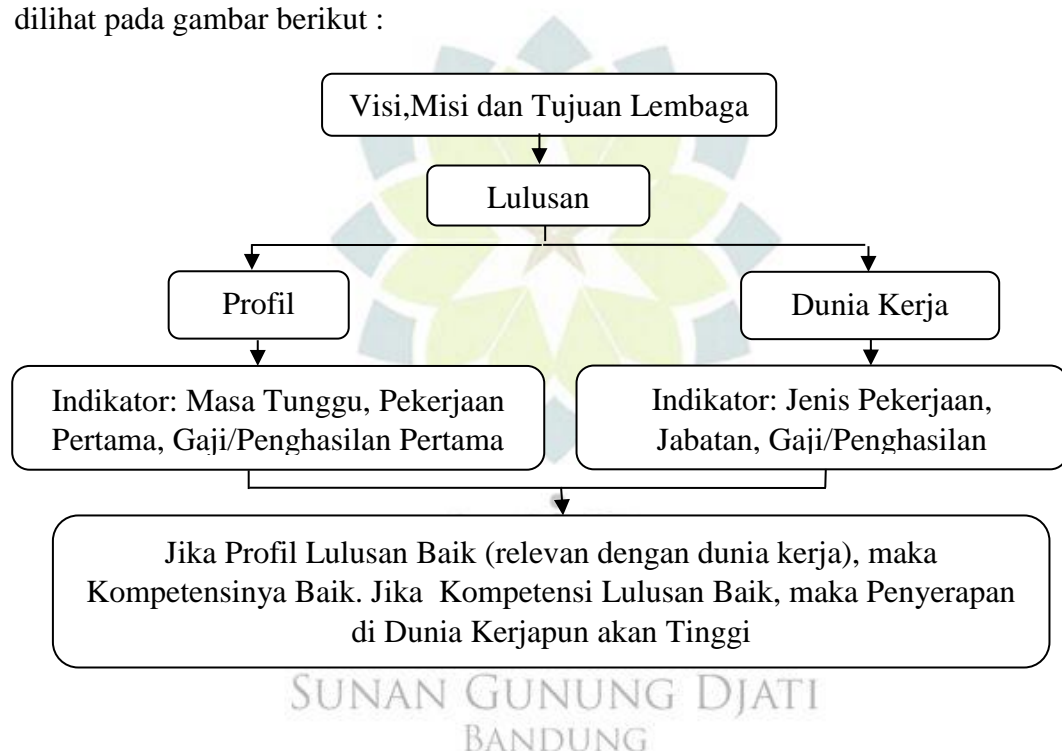 dilihat pada gambar berikut :
Visi,Misi dan Tujuan Lembaga
Lulusan
Profil
Dunia Kerja
Indikator: Masa Tunggu, Pekerjaan
Pertama, Gaji/Penghasilan Pertama
Indikator: Jenis Pekerjaan,
Jabatan, Gaji/Penghasilan
Jika Profil Lulusan Baik (relevan dengan dunia kerja), maka
Kompetensinya Baik. Jika Kompetensi Lulusan Baik, maka Penyerapan
di Dunia Kerjapun akan Tinggi
SUNAN GUNUNG DJATI
BANDUNG